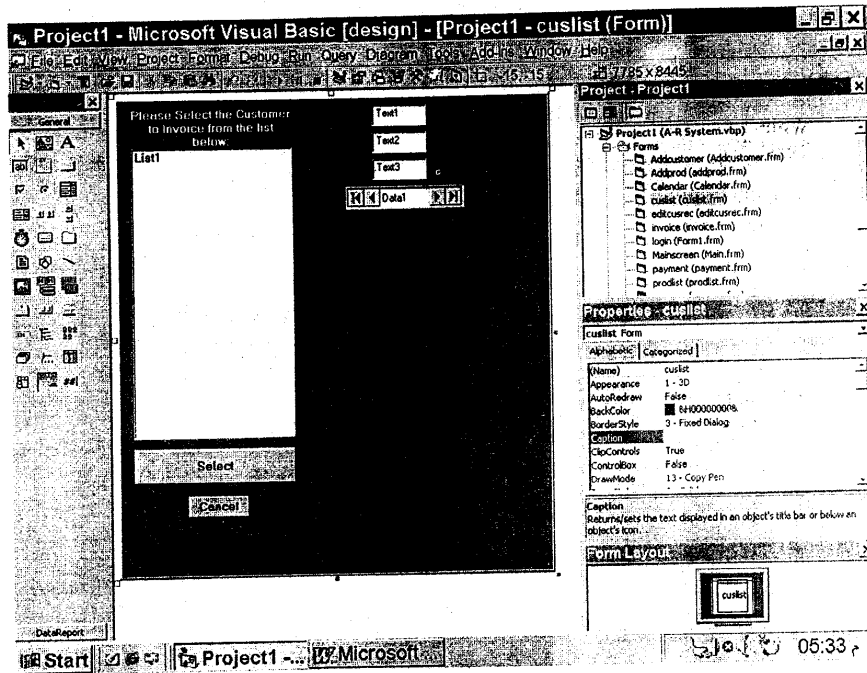 Project1 - Microsoft Visual Basic [design] - [Project1 - cuslist (Form)]
File Edit View Project Format Debug Run Query Diagram Tools Add-Ins Window Help
7785 x 8445
General
Please Select the Customer
to Invoice from the list
below:
List1
Select
Cancel
Text1
Text2
Text3
Data1
DataReport
Project - Project1
Project1 (A-R System.vbp)
Forms
Addcustomer (Addcustomer.frm)
Addprod (addprod.frm)
Calendar (Calendar.frm)
cuslist (cuslist.frm)
editcusrec (editcusrec.frm)
invoice (invoice.frm)
login (Form1.frm)
Mainscreen (Main.frm)
payment (payment.frm)
prodlist (prodlist.frm)
Properties - cuslist
cuslist Form
Alphabetic Categorized
(Name) cuslist
Appearance 1 - 3D
AutoRedraw False
BackColor &H00000000&
BorderStyle 3 - Fixed Dialog
Caption
ClipControls True
ControlBox False
DrawMode 13 - Copy Pen
Caption
Returns/sets the text displayed in an object's title bar or below an
object's icon.
Form Layout
cuslist
Start Project1 -... Microsoft 05:33 م